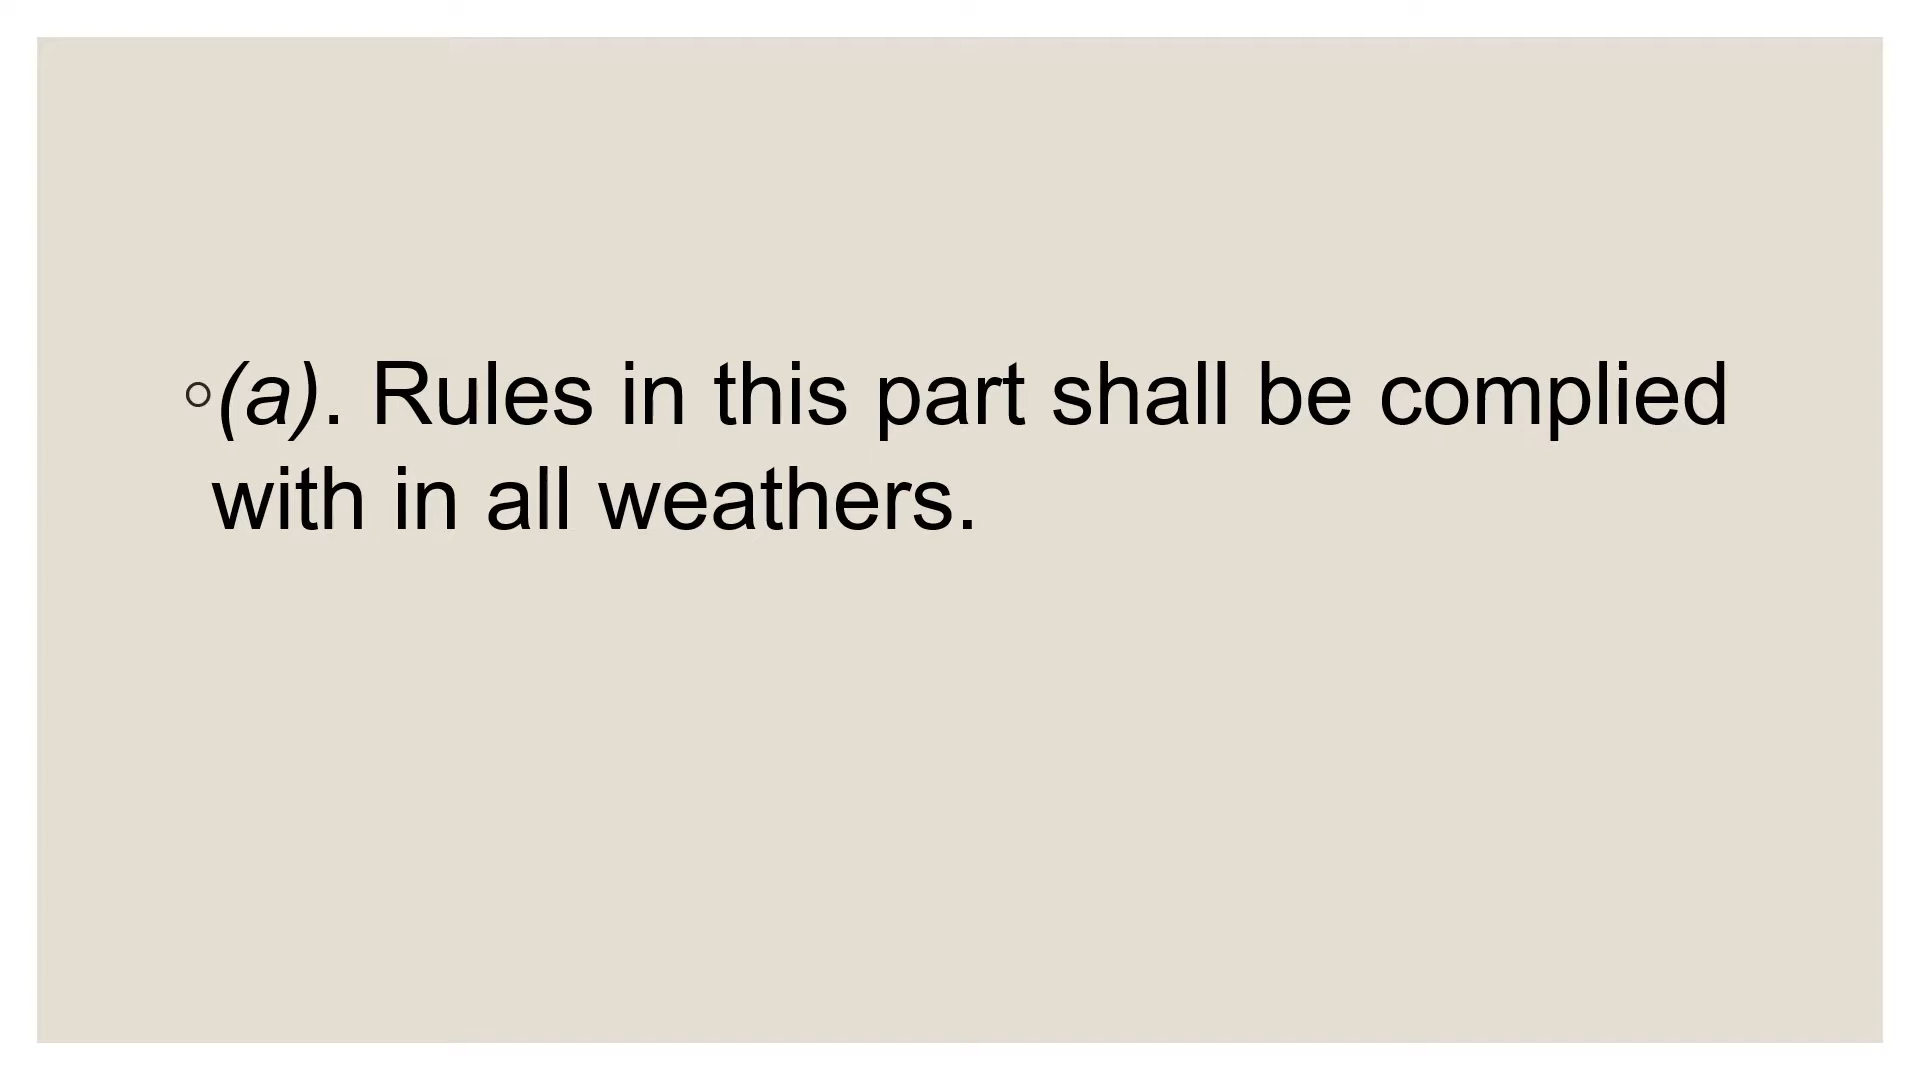 ◦(a). Rules in this part shall be complied
with in all weathers.